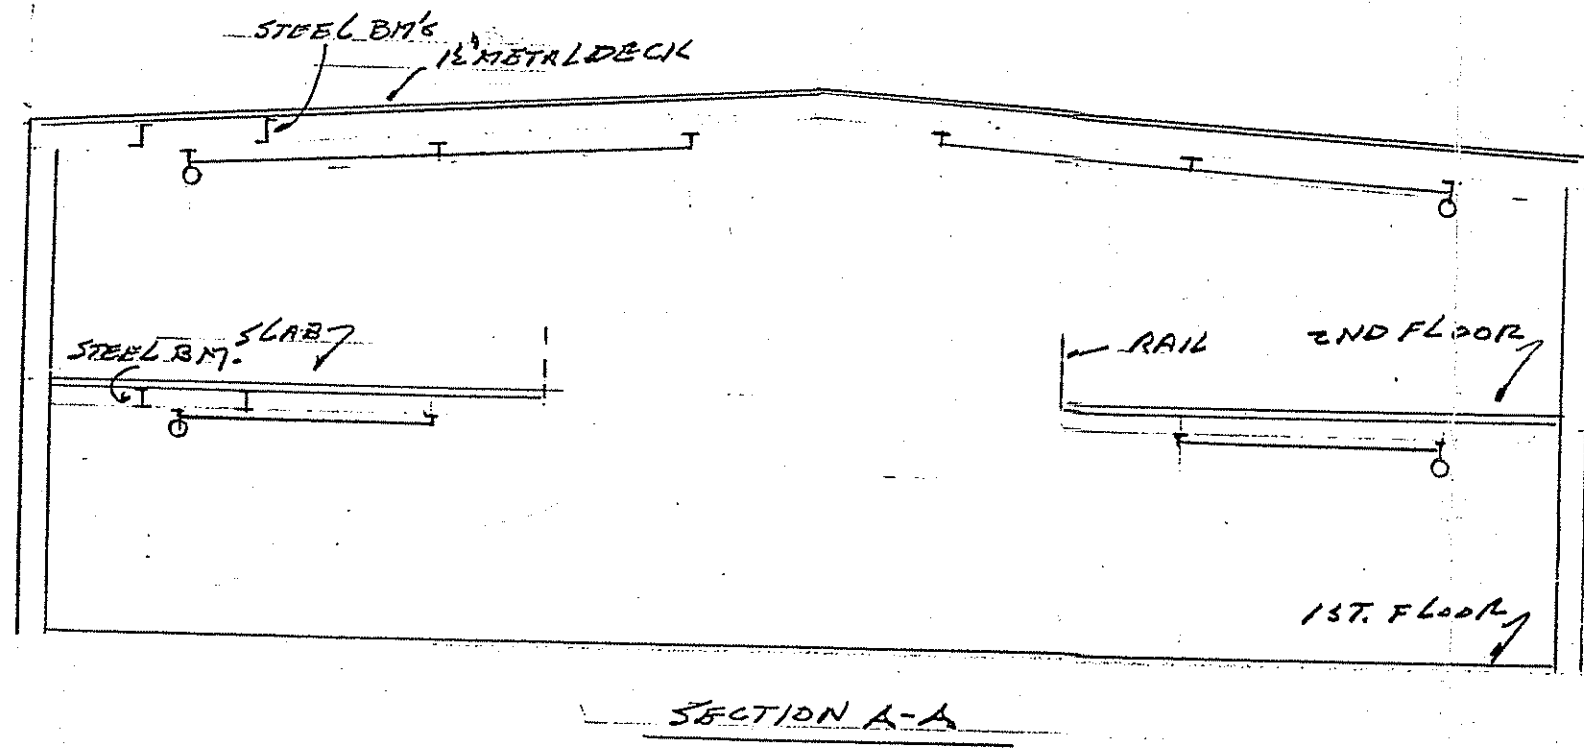 STEEL BM'S
1½" METAL DECK
STEEL BM.
SLAB
RAIL
2ND FLOOR
1ST. FLOOR
SECTION A-A